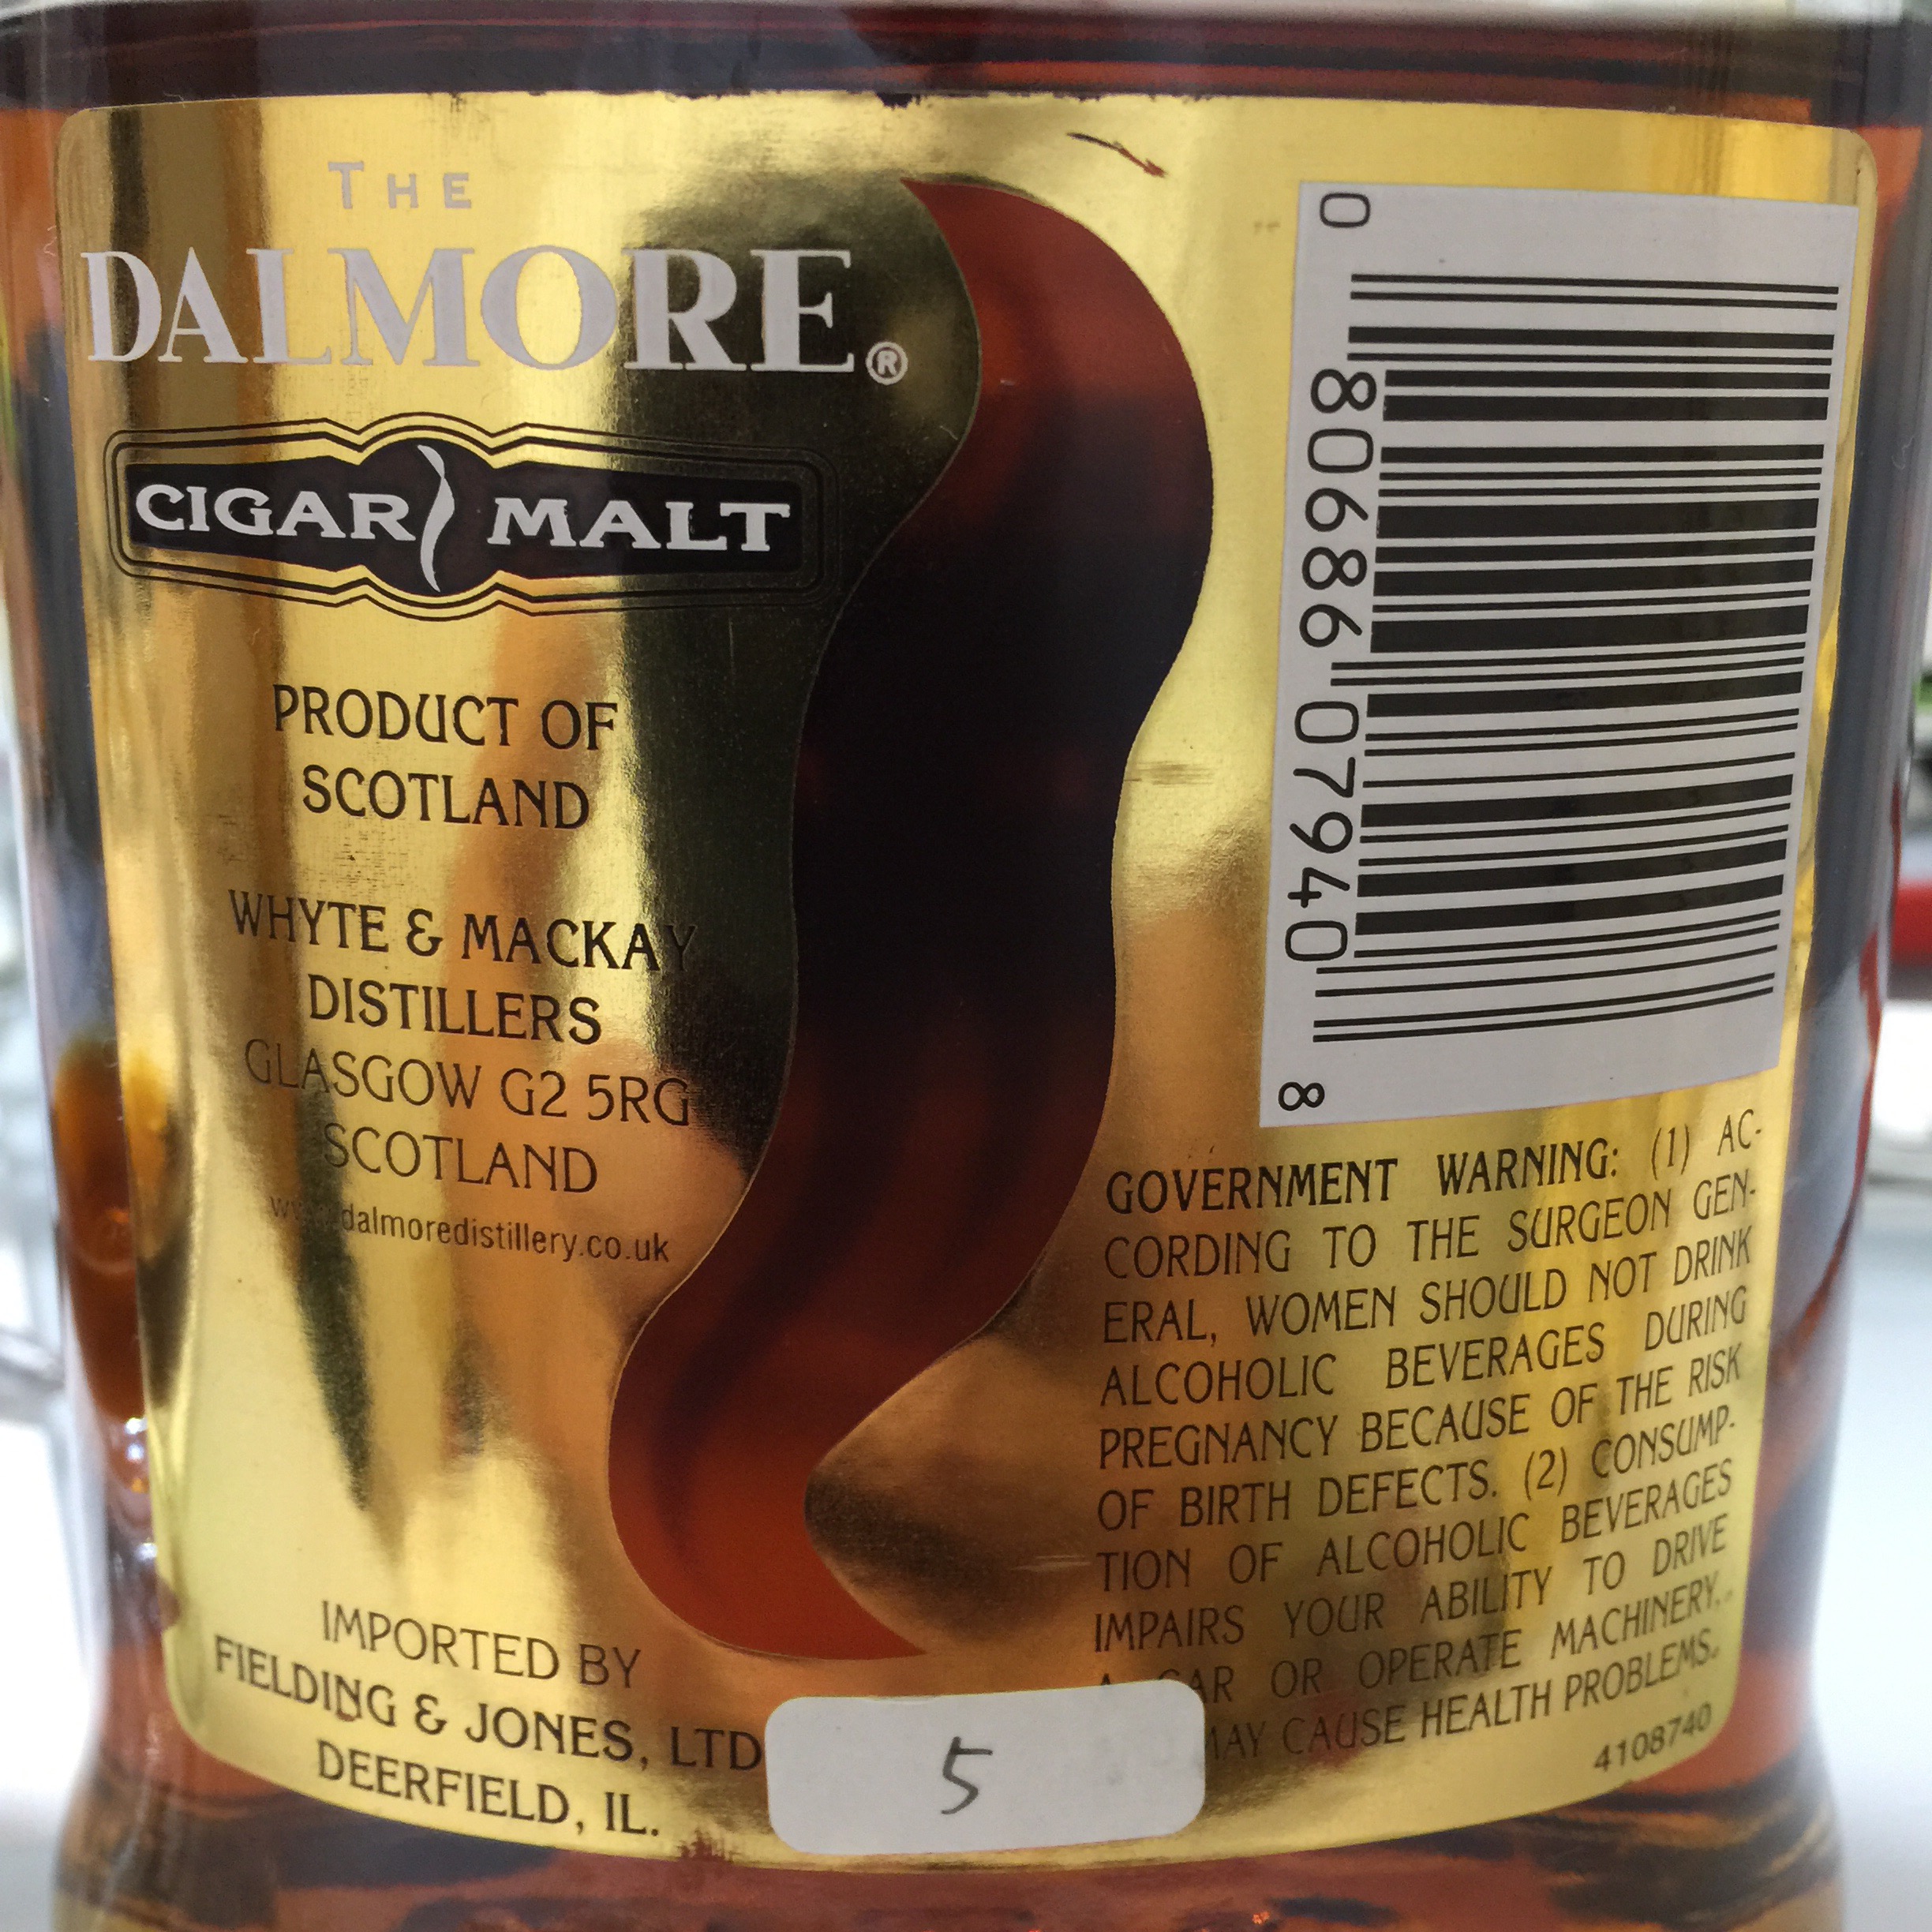 THE
DALMORE®
CIGAR MALT
PRODUCT OF
SCOTLAND
WHYTE & MACKAY
DISTILLERS
GLASGOW G2 5RG
SCOTLAND
www.dalmoredistillery.co.uk
IMPORTED BY
FIELDING & JONES, LTD
DEERFIELD, IL.
5
0 80686 07940 8
GOVERNMENT WARNING: (1) AC-
CORDING TO THE SURGEON GEN-
ERAL, WOMEN SHOULD NOT DRINK
ALCOHOLIC BEVERAGES DURING
PREGNANCY BECAUSE OF THE RISK
OF BIRTH DEFECTS. (2) CONSUMP-
TION OF ALCOHOLIC BEVERAGES
IMPAIRS YOUR ABILITY TO DRIVE
A CAR OR OPERATE MACHINERY,
MAY CAUSE HEALTH PROBLEMS.
4108740